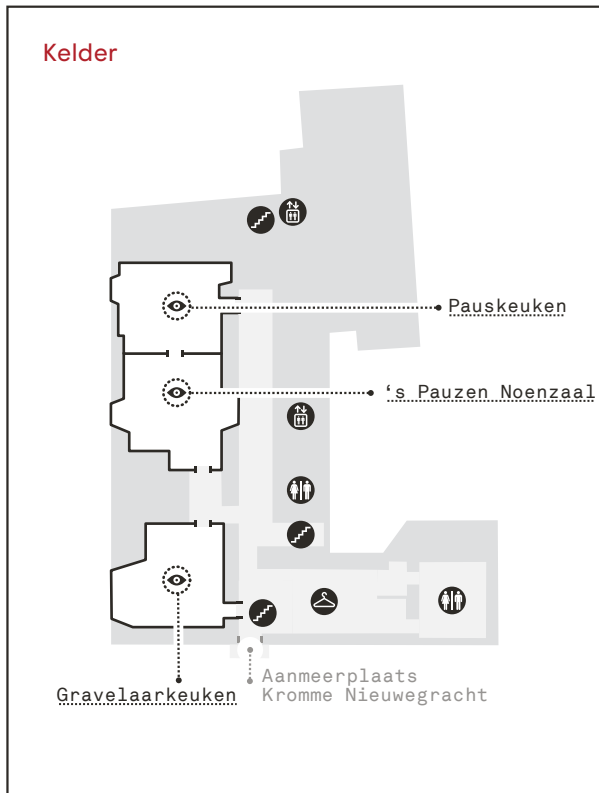 Kelder
Pauskeuken
‘s Pauzen Noenzaal
Gravelaarkeuken
Aanmeerplaats
Kromme Nieuwegracht